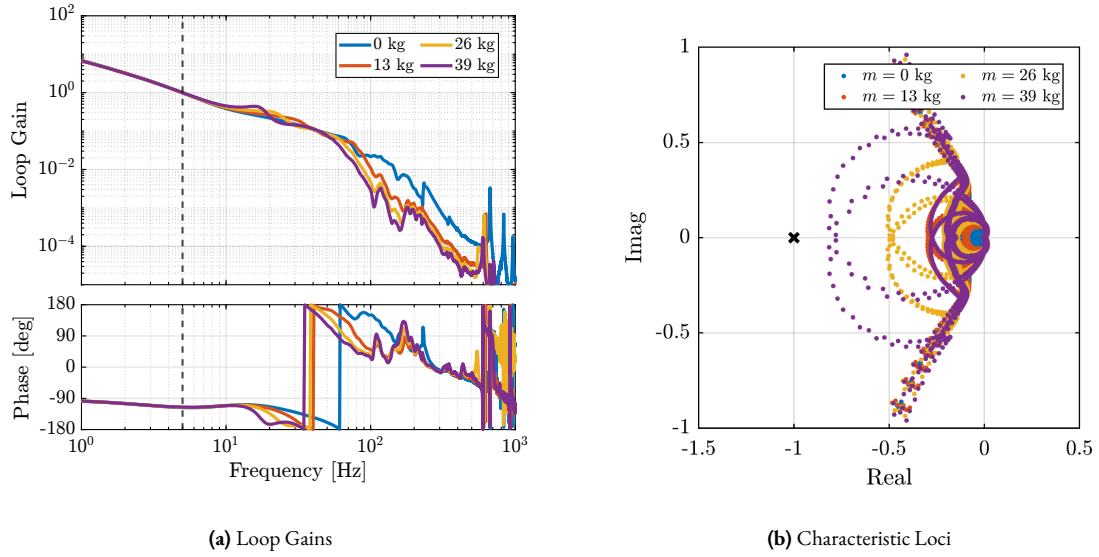 10^2
10^0
10^-2
10^-4
Loop Gain
0 kg
26 kg
13 kg
39 kg
180
90
0
-90
-180
Phase [deg]
10^0
10^1
10^2
10^3
Frequency [Hz]
(a) Loop Gains
1
0.5
0
-0.5
-1
Imag
m = 0 kg
m = 26 kg
m = 13 kg
m = 39 kg
-1.5
-1
-0.5
0
0.5
Real
(b) Characteristic Loci